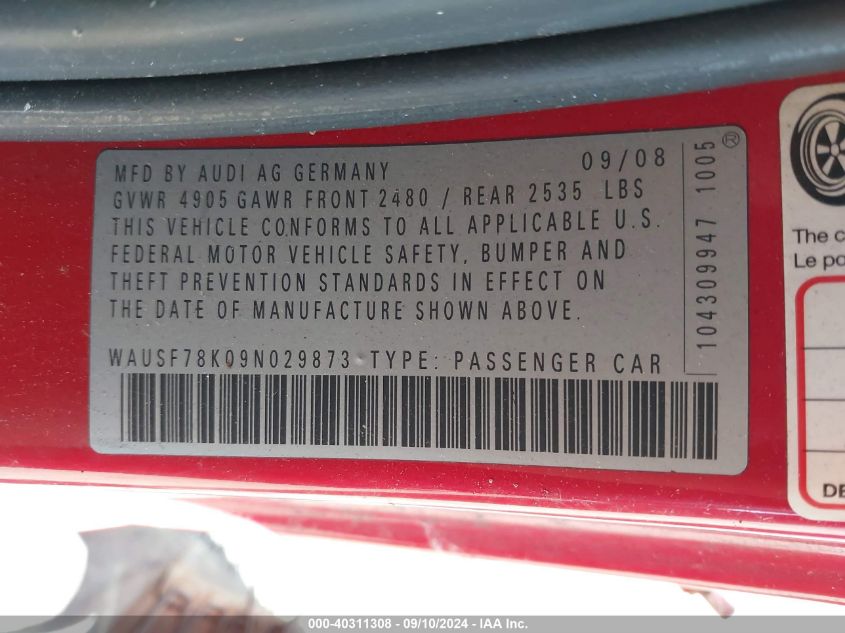 MFD BY AUDI AG GERMANY 09/08
GVWR 4905 GAWR FRONT 2480 / REAR 2535 LBS
THIS VEHICLE CONFORMS TO ALL APPLICABLE U.S.
FEDERAL MOTOR VEHICLE SAFETY, BUMPER AND
THEFT PREVENTION STANDARDS IN EFFECT ON
THE DATE OF MANUFACTURE SHOWN ABOVE.
WAUSF78K09N029873 TYPE: PASSENGER CAR
104309947 1005®
The c
Le po
DE
000-40311308 - 09/10/2024 - IAA Inc.